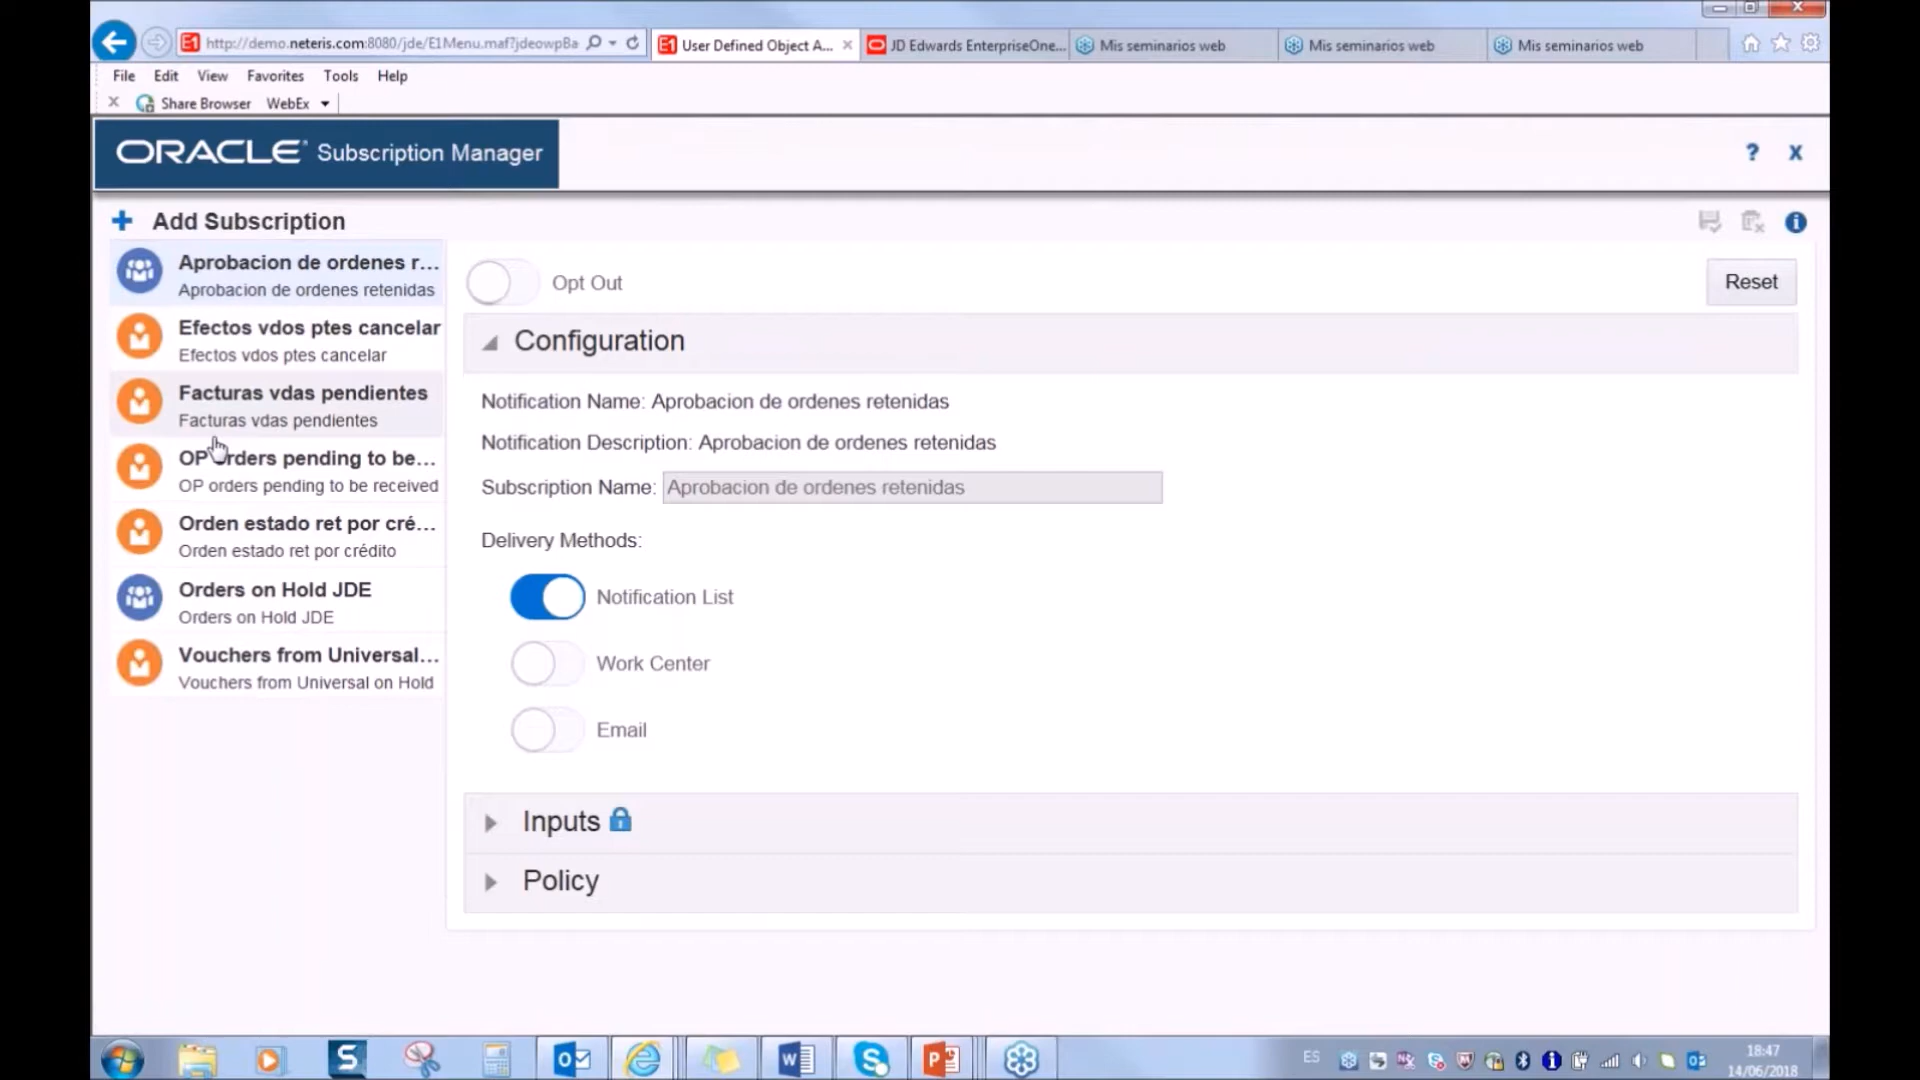 http://demo.neteris.com:8080/jde/E1Menu.maf?jdeowpBa
E1 User Defined Object A...
JD Edwards EnterpriseOne...
Mis seminarios web
Mis seminarios web
Mis seminarios web
File Edit View Favorites Tools Help
X Share Browser WebEx
ORACLE Subscription Manager
? X
+ Add Subscription
Aprobacion de ordenes r...
Aprobacion de ordenes retenidas
Efectos vdos ptes cancelar
Efectos vdos ptes cancelar
Facturas vdas pendientes
Facturas vdas pendientes
OP orders pending to be...
OP orders pending to be received
Orden estado ret por cré...
Orden estado ret por crédito
Orders on Hold JDE
Orders on Hold JDE
Vouchers from Universal...
Vouchers from Universal on Hold
Opt Out
Reset
Configuration
Notification Name: Aprobacion de ordenes retenidas
Notification Description: Aprobacion de ordenes retenidas
Subscription Name: Aprobacion de ordenes retenidas
Delivery Methods:
Notification List
Work Center
Email
Inputs
Policy
ES
18:47
14/06/2018